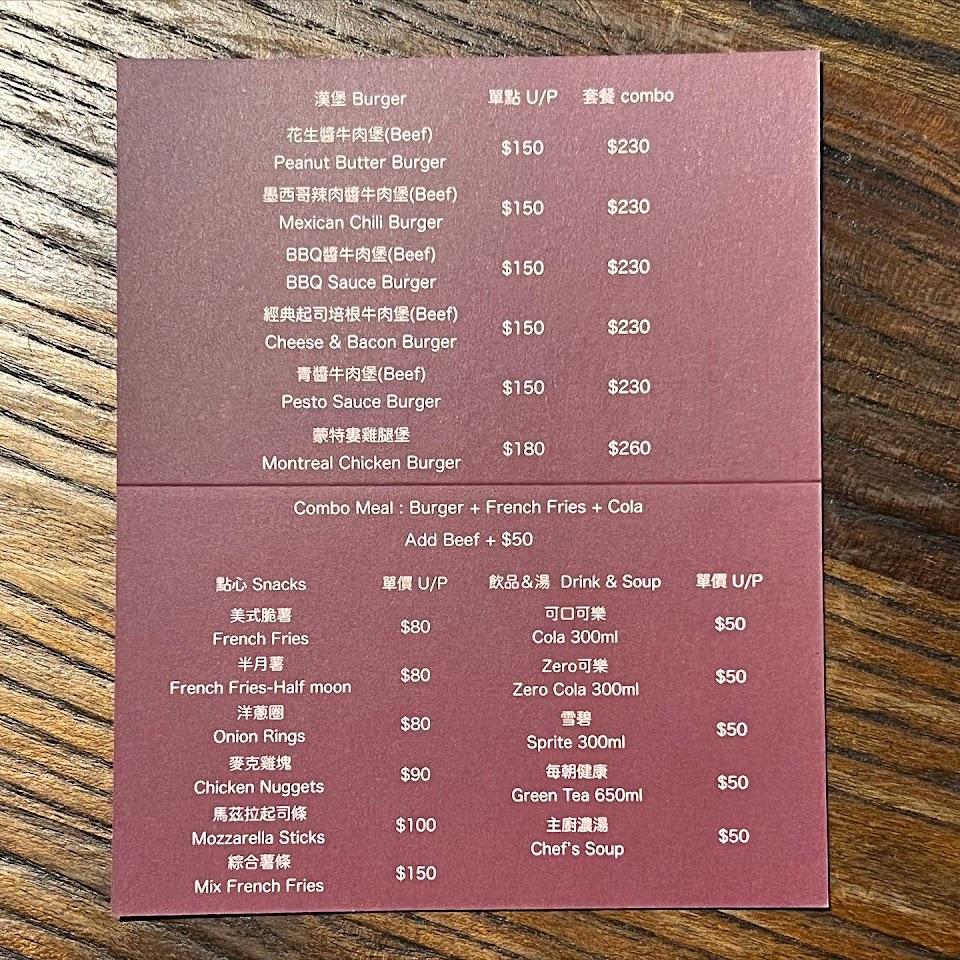 漢堡 Burger 單點 U/P 套餐 combo
花生醬牛肉堡(Beef)
Peanut Butter Burger $150 $230
墨西哥辣肉醬牛肉堡(Beef)
Mexican Chili Burger $150 $230
BBQ醬牛肉堡(Beef)
BBQ Sauce Burger $150 $230
經典起司培根牛肉堡(Beef)
Cheese & Bacon Burger $150 $230
青醬牛肉堡(Beef)
Pesto Sauce Burger $150 $230
蒙特婁雞腿堡
Montreal Chicken Burger $180 $260
Combo Meal : Burger + French Fries + Cola
Add Beef + $50
點心 Snacks 單價 U/P
美式脆薯
French Fries $80
半月薯
French Fries-Half moon $80
洋蔥圈
Onion Rings $80
麥克雞塊
Chicken Nuggets $90
馬茲拉起司條
Mozzarella Sticks $100
綜合薯條
Mix French Fries $150
飲品&湯 Drink & Soup 單價 U/P
可口可樂
Cola 300ml $50
Zero可樂
Zero Cola 300ml $50
雪碧
Sprite 300ml $50
每朝健康
Green Tea 650ml $50
主廚濃湯
Chef's Soup $50